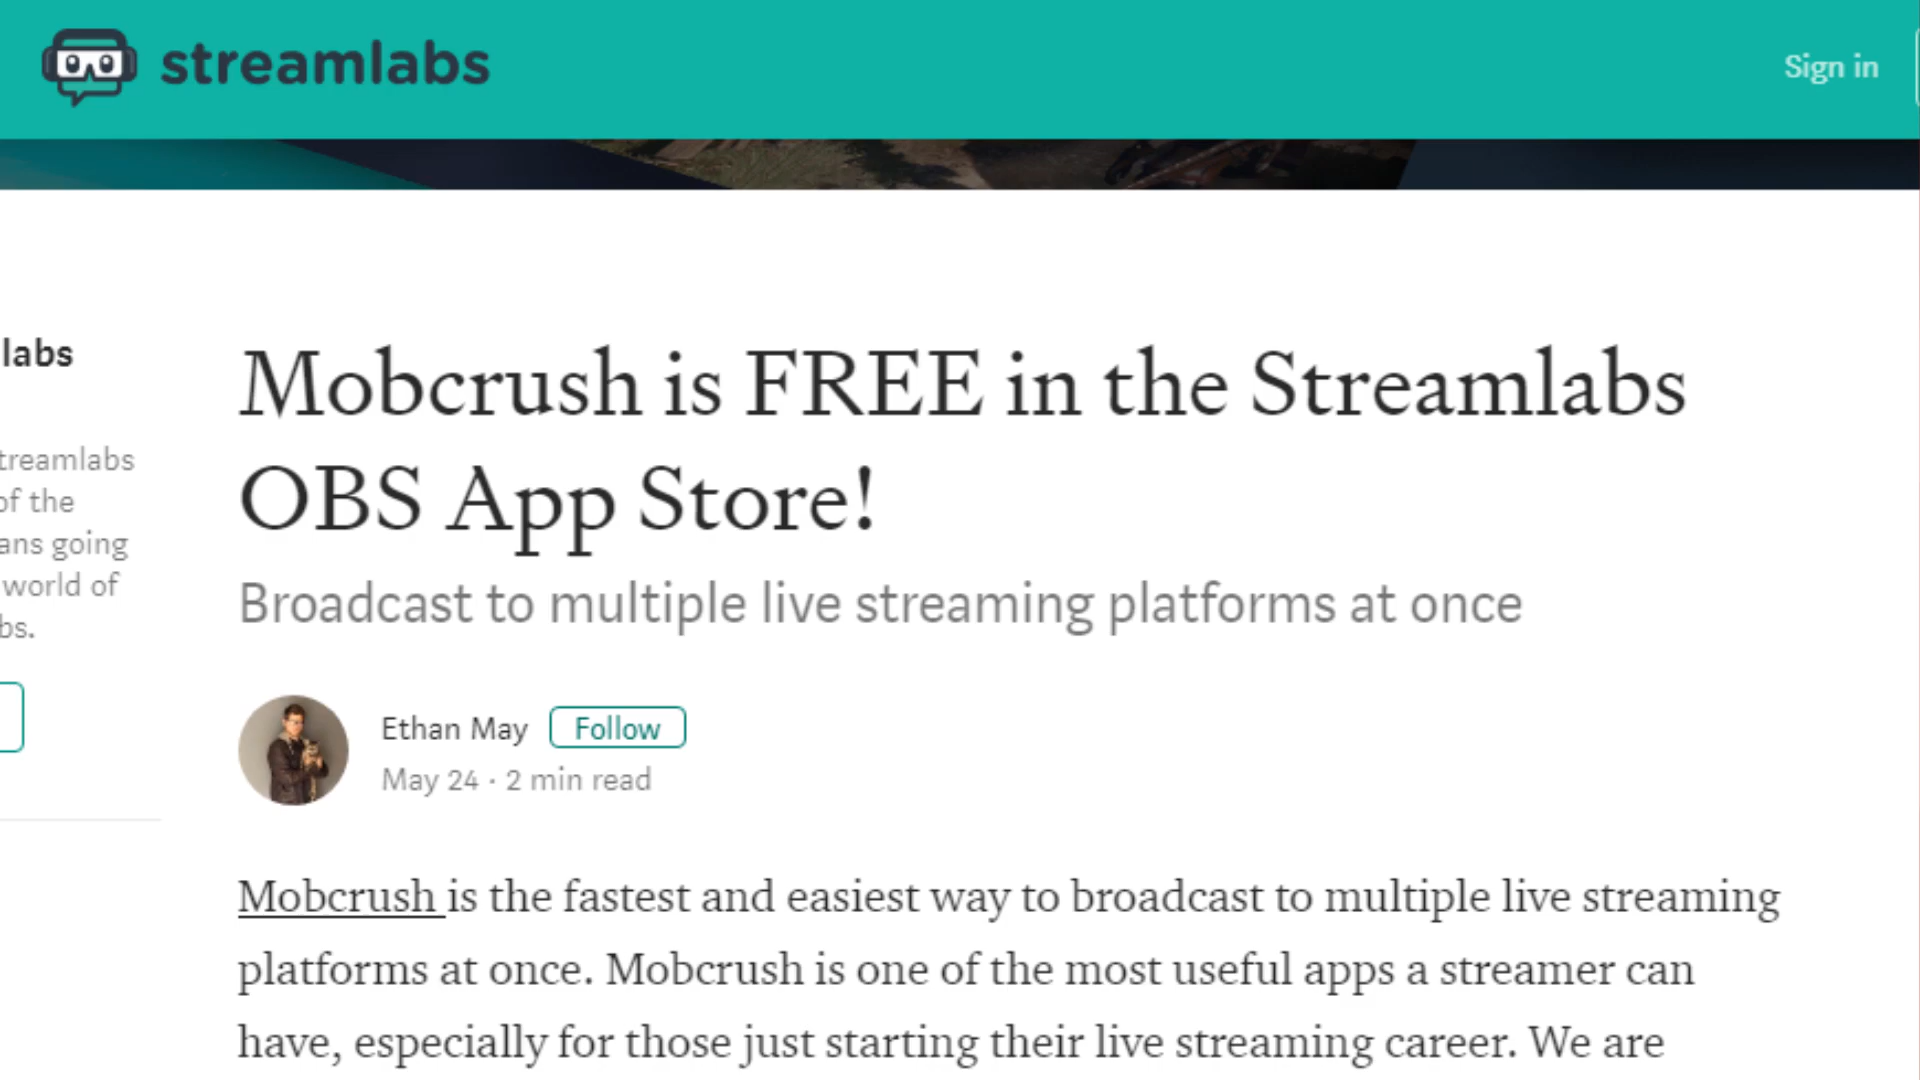 streamlabs
Sign in
labs
treamlabs
of the
ans going
world of
bs.
Mobcrush is FREE in the Streamlabs
OBS App Store!
Broadcast to multiple live streaming platforms at once
Ethan May Follow
May 24 · 2 min read
Mobcrush is the fastest and easiest way to broadcast to multiple live streaming
platforms at once. Mobcrush is one of the most useful apps a streamer can
have, especially for those just starting their live streaming career. We are